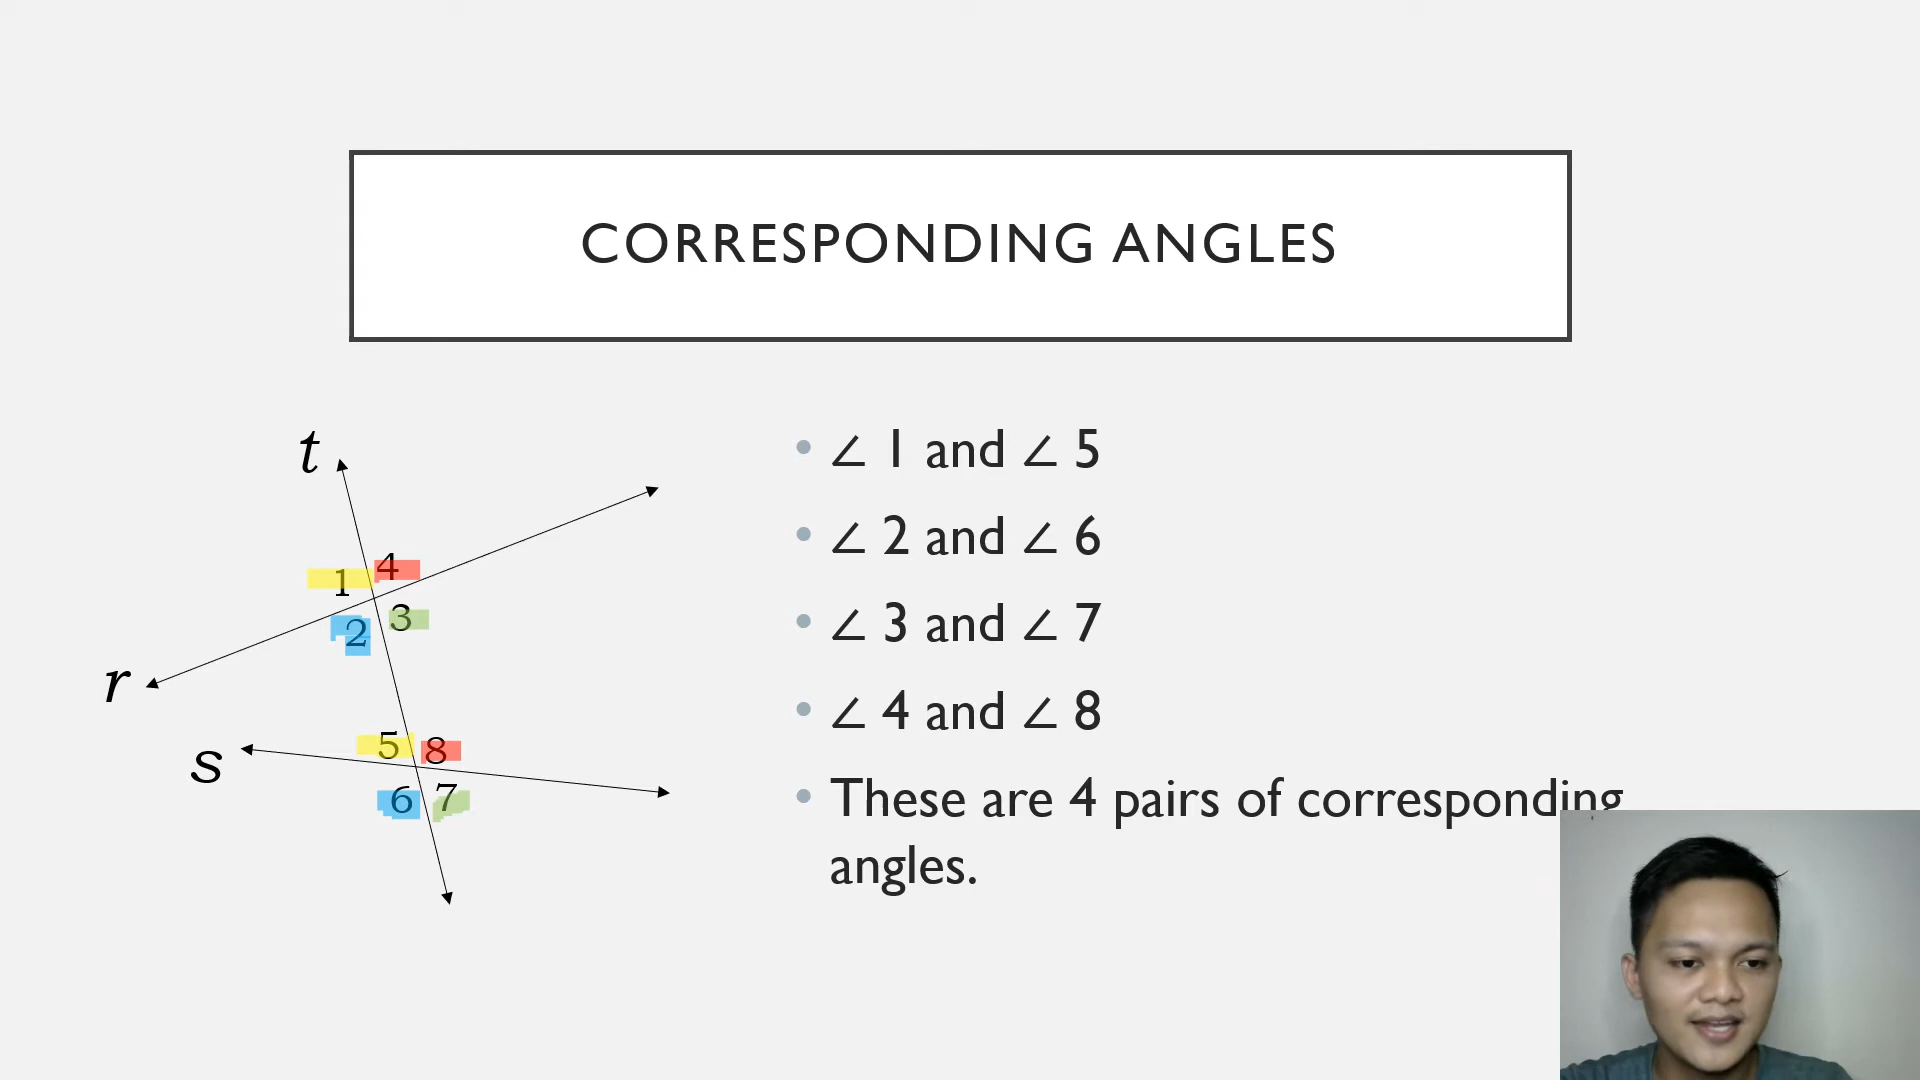 CORRESPONDING ANGLES
t
4
1
3
2
r
5
8
s
6
7
∠ 1 and ∠ 5
∠ 2 and ∠ 6
∠ 3 and ∠ 7
∠ 4 and ∠ 8
These are 4 pairs of corresponding
angles.